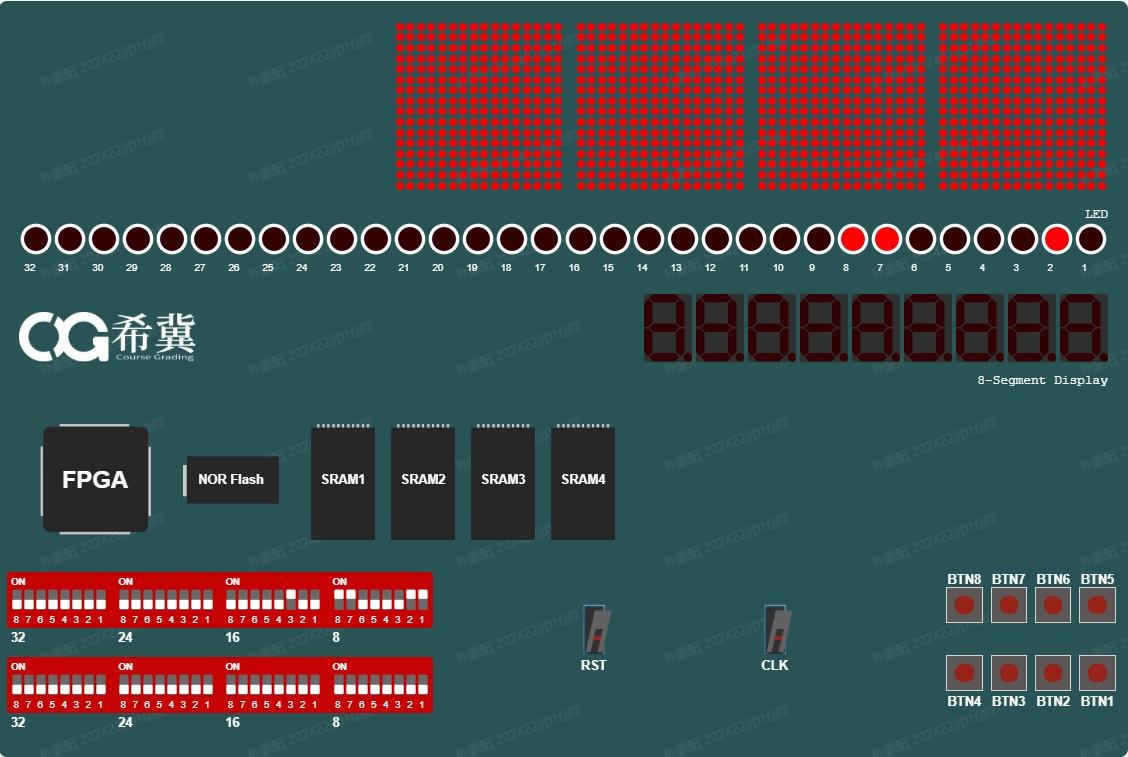 LED
32 31 30 29 28 27 26 25 24 23 22 21 20 19 18 17 16 15 14 13 12 11 10 9 8 7 6 5 4 3 2 1
CG希冀
Course Grading
8-Segment Display
FPGA
NOR Flash
SRAM1
SRAM2
SRAM3
SRAM4
ON ON ON ON
8 7 6 5 4 3 2 1 8 7 6 5 4 3 2 1 8 7 6 5 4 3 2 1 8 7 6 5 4 3 2 1
32 24 16 8
ON ON ON ON
8 7 6 5 4 3 2 1 8 7 6 5 4 3 2 1 8 7 6 5 4 3 2 1 8 7 6 5 4 3 2 1
32 24 16 8
RST
CLK
BTN8 BTN7 BTN6 BTN5
BTN4 BTN3 BTN2 BTN1